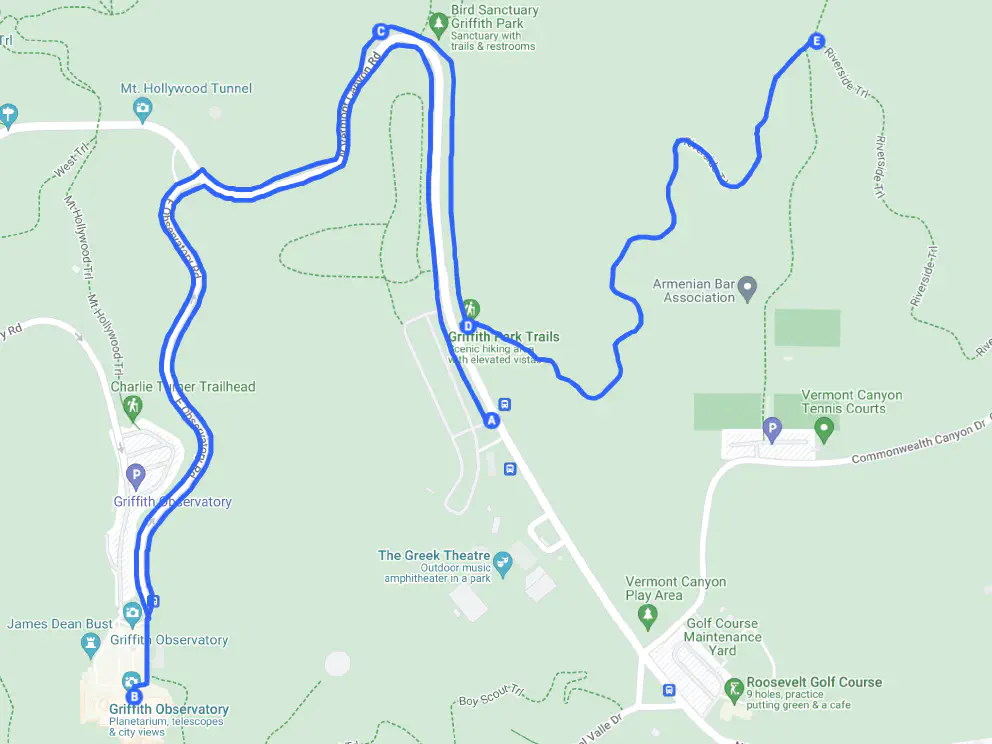 Bird Sanctuary
Griffith Park
Sanctuary with
trails & restrooms
C
E
Trl
Riverside-Trl
Mt. Hollywood Tunnel
N Vermont Canyon Rd
West-Trl
Riverside-Trl
Riverside-Trl
Mt-Hollywood-Trl
E Observatory Rd
Riverside-Trl
Armenian Bar
Association
Mt-Hollywood-Trl
y Rd
D
Griffith Park Trails
Scenic hiking area
with elevated vistas
Charlie Turner Trailhead
Vermont Canyon
Tennis Courts
E Observatory Rd
A
P
Commonwealth Canyon Dr
P
Griffith Observatory
The Greek Theatre
Outdoor music
amphitheater in a park
Vermont Canyon
Play Area
James Dean Bust
Griffith Observatory
Golf Course
Maintenance
Yard
B
Boy Scout-Trl
Roosevelt Golf Course
9 holes, practice
putting green & a cafe
Griffith Observatory
Planetarium, telescopes
& city views
al Valle Dr